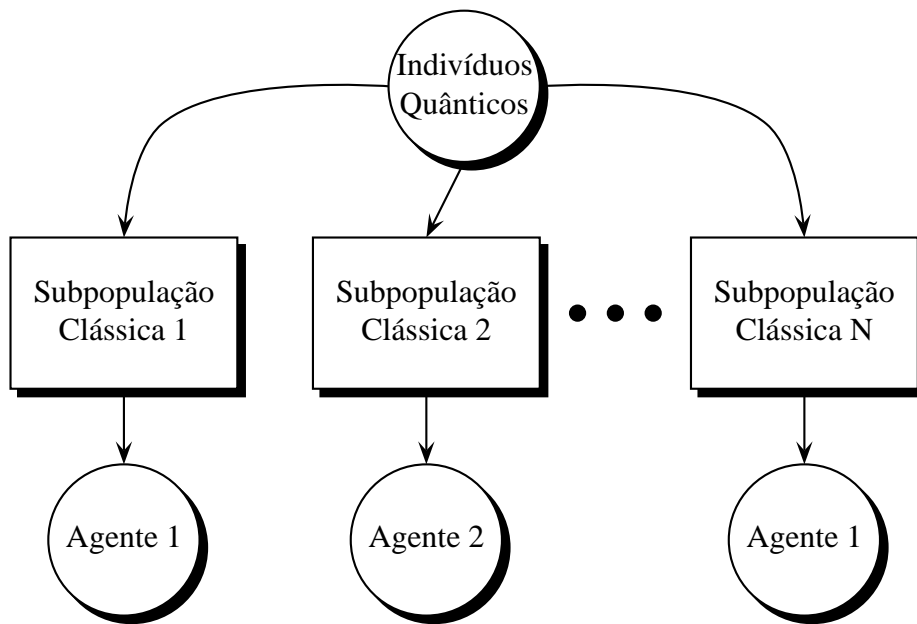 Indivíduos
Quânticos
Subpopulação
Clássica 1
Subpopulação
Clássica 2
Subpopulação
Clássica N
Agente 1
Agente 2
Agente 1